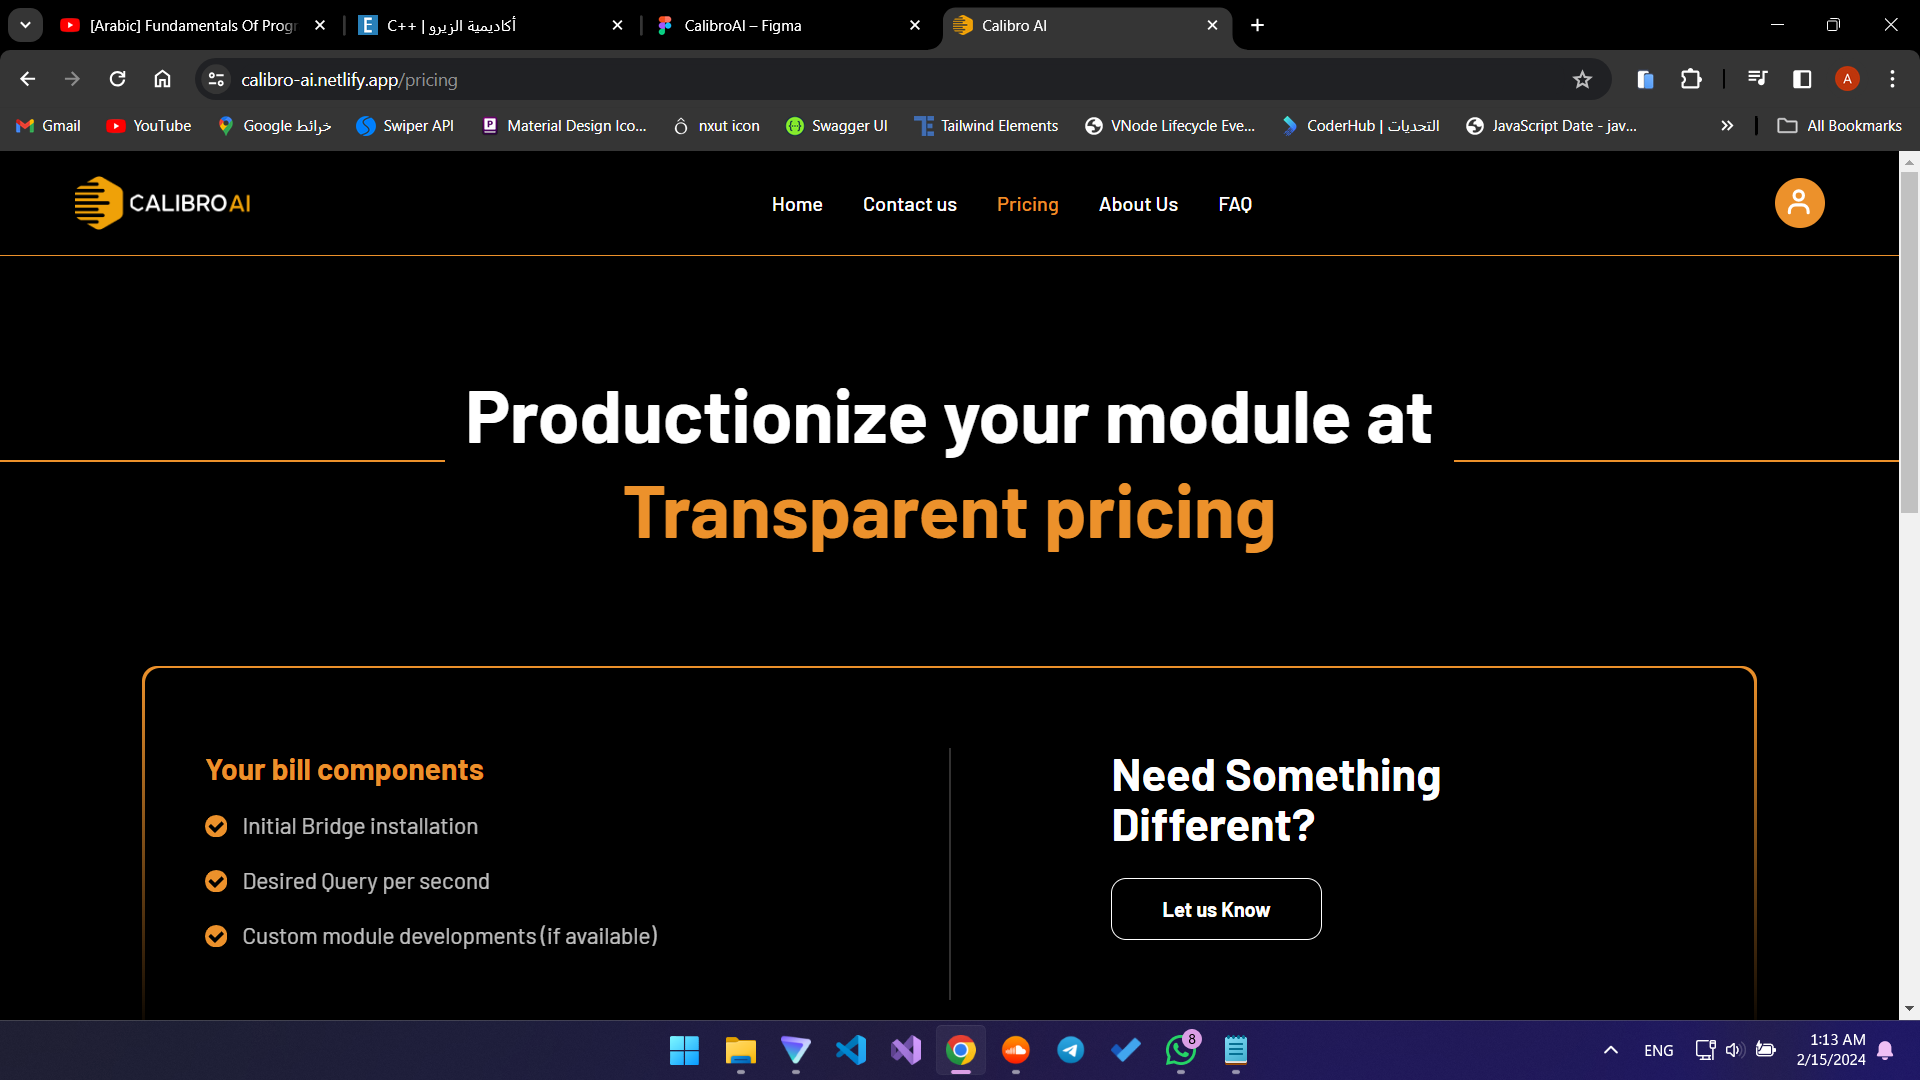 [Arabic] Fundamentals Of Progr
C++ | أكاديمية الزيرو
CalibroAI – Figma
Calibro AI
calibro-ai.netlify.app/pricing
A
Gmail
YouTube
خرائط Google
Swiper API
Material Design Ico...
nxut icon
Swagger UI
Tailwind Elements
VNode Lifecycle Eve...
CoderHub | التحديات
JavaScript Date - jav...
All Bookmarks
CALIBRO AI
Home
Contact us
Pricing
About Us
FAQ
Productionize your module at
Transparent pricing
Your bill components
Initial Bridge installation
Desired Query per second
Custom module developments (if available)
Need Something
Different?
Let us Know
8
ENG
1:13 AM
2/15/2024